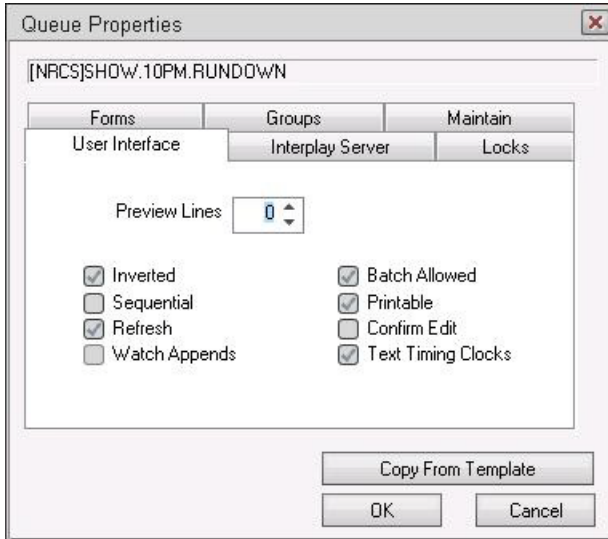 Queue Properties
[NRCS]SHOW.10PM.RUNDOWN
Forms Groups Maintain
User Interface Interplay Server Locks
Preview Lines 0
Inverted Batch Allowed
Sequential Printable
Refresh Confirm Edit
Watch Appends Text Timing Clocks
Copy From Template
OK Cancel